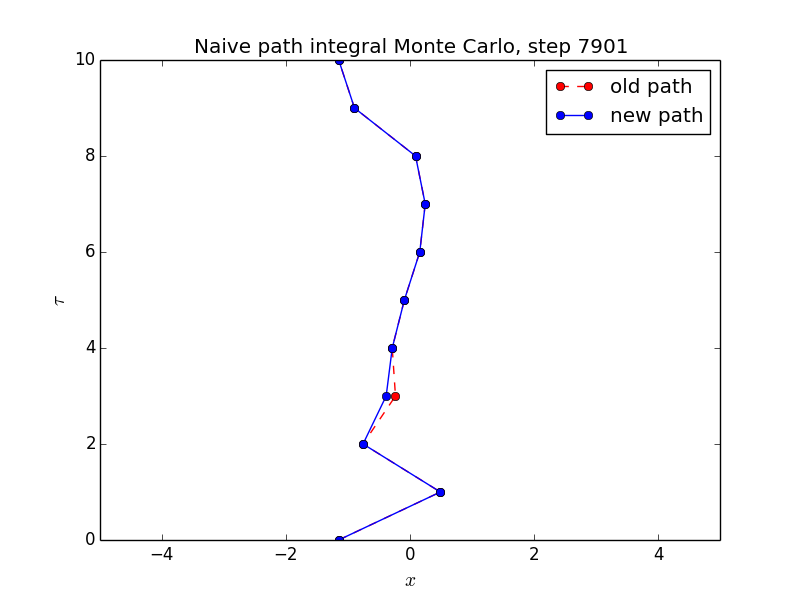 Naive path integral Monte Carlo, step 7901
old path
new path
10
8
6
4
2
0
τ
−4 −2 0 2 4
x